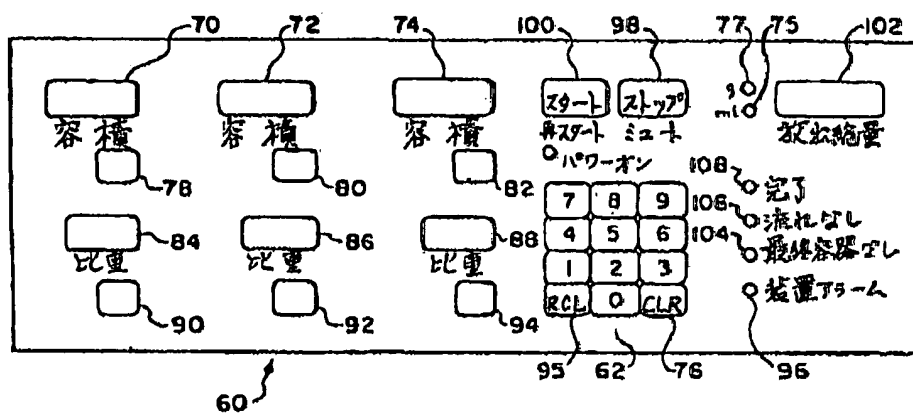 70 72 74 100 98 77 75 102
スタート ストップ g
ml
容積 容積 容積 再スタート ミュート 放出総量
パワーオン
78 80 82 108 完了
7 8 9
106 流れなし
84 86 88 4 5 6 104 最終容器なし
比重 比重 比重
1 2 3
装置アラーム
RCL 0 CLR
90 92 94 95 62 76 96
60